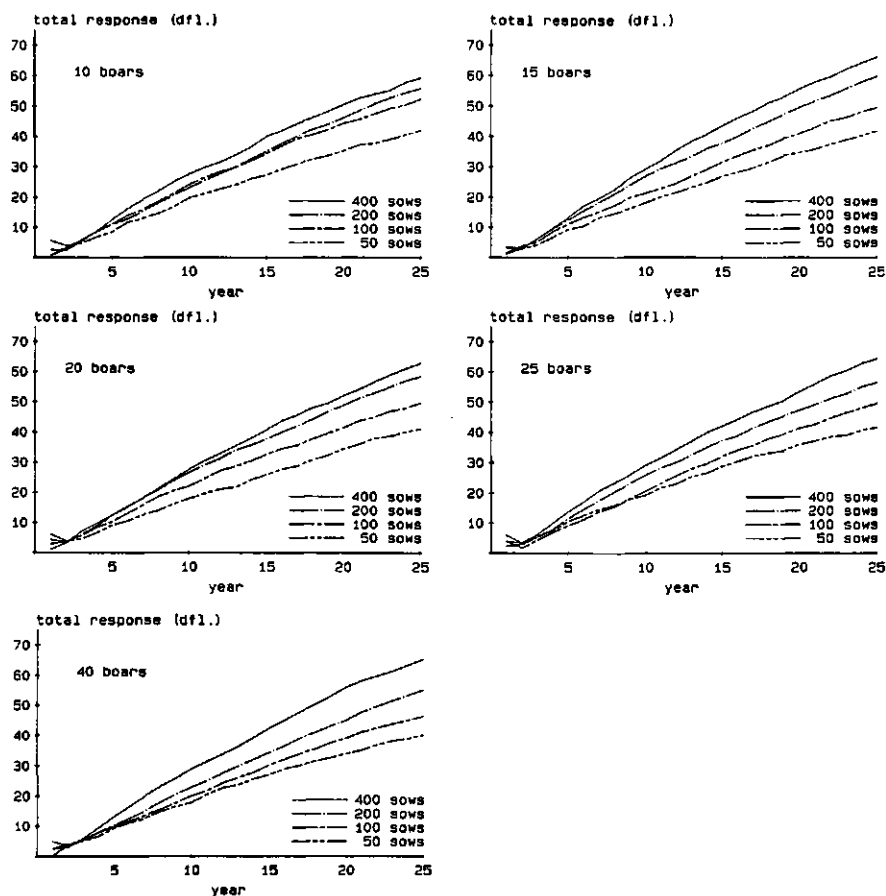 total response (dfl.)
70
60
50
40
30
20
10
10 boars
400 sows
200 sows
100 sows
50 sows
5 10 15 20 25
year
total response (dfl.)
70
60
50
40
30
20
10
15 boars
400 sows
200 sows
100 sows
50 sows
5 10 15 20 25
year
total response (dfl.)
70
60
50
40
30
20
10
20 boars
400 sows
200 sows
100 sows
50 sows
5 10 15 20 25
year
total response (dfl.)
70
60
50
40
30
20
10
25 boars
400 sows
200 sows
100 sows
50 sows
5 10 15 20 25
year
total response (dfl.)
70
60
50
40
30
20
10
40 boars
400 sows
200 sows
100 sows
50 sows
5 10 15 20 25
year